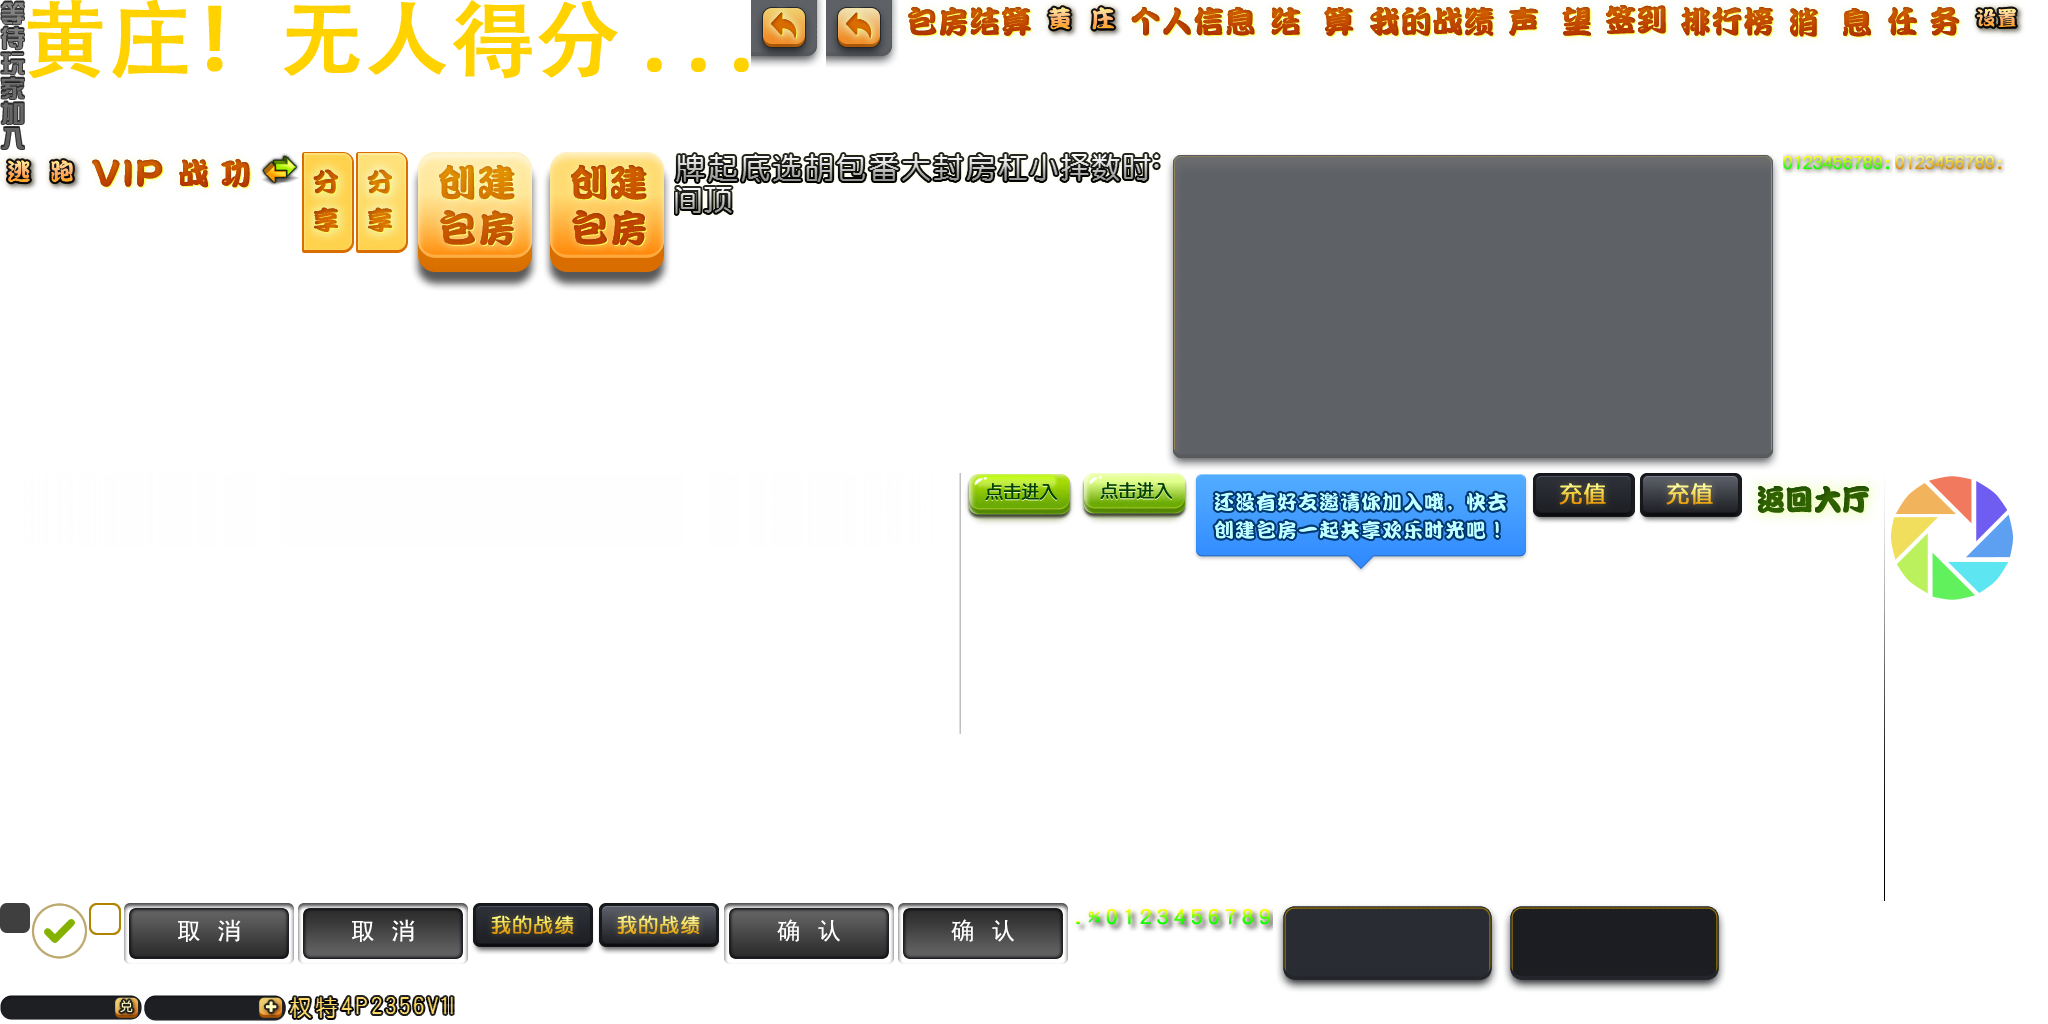 等待玩家加入
黄庄！无人得分...
包房结算
黄庄
个人信息
结算
我的战绩
声望
签到
排行榜
消息
任务
设置
逃跑
VIP
战功
分享
分享
创建
包房
创建
包房
牌起底选胡包番大封房杠小择数时:
间顶
0123456789:
0123456789:
点击进入
点击进入
还没有好友邀请你加入哦，快去
创建包房一起共享欢乐时光吧！
充值
充值
返回大厅
取消
取消
我的战绩
我的战绩
确认
确认
.%0123456789
兑
权特4P2356V1